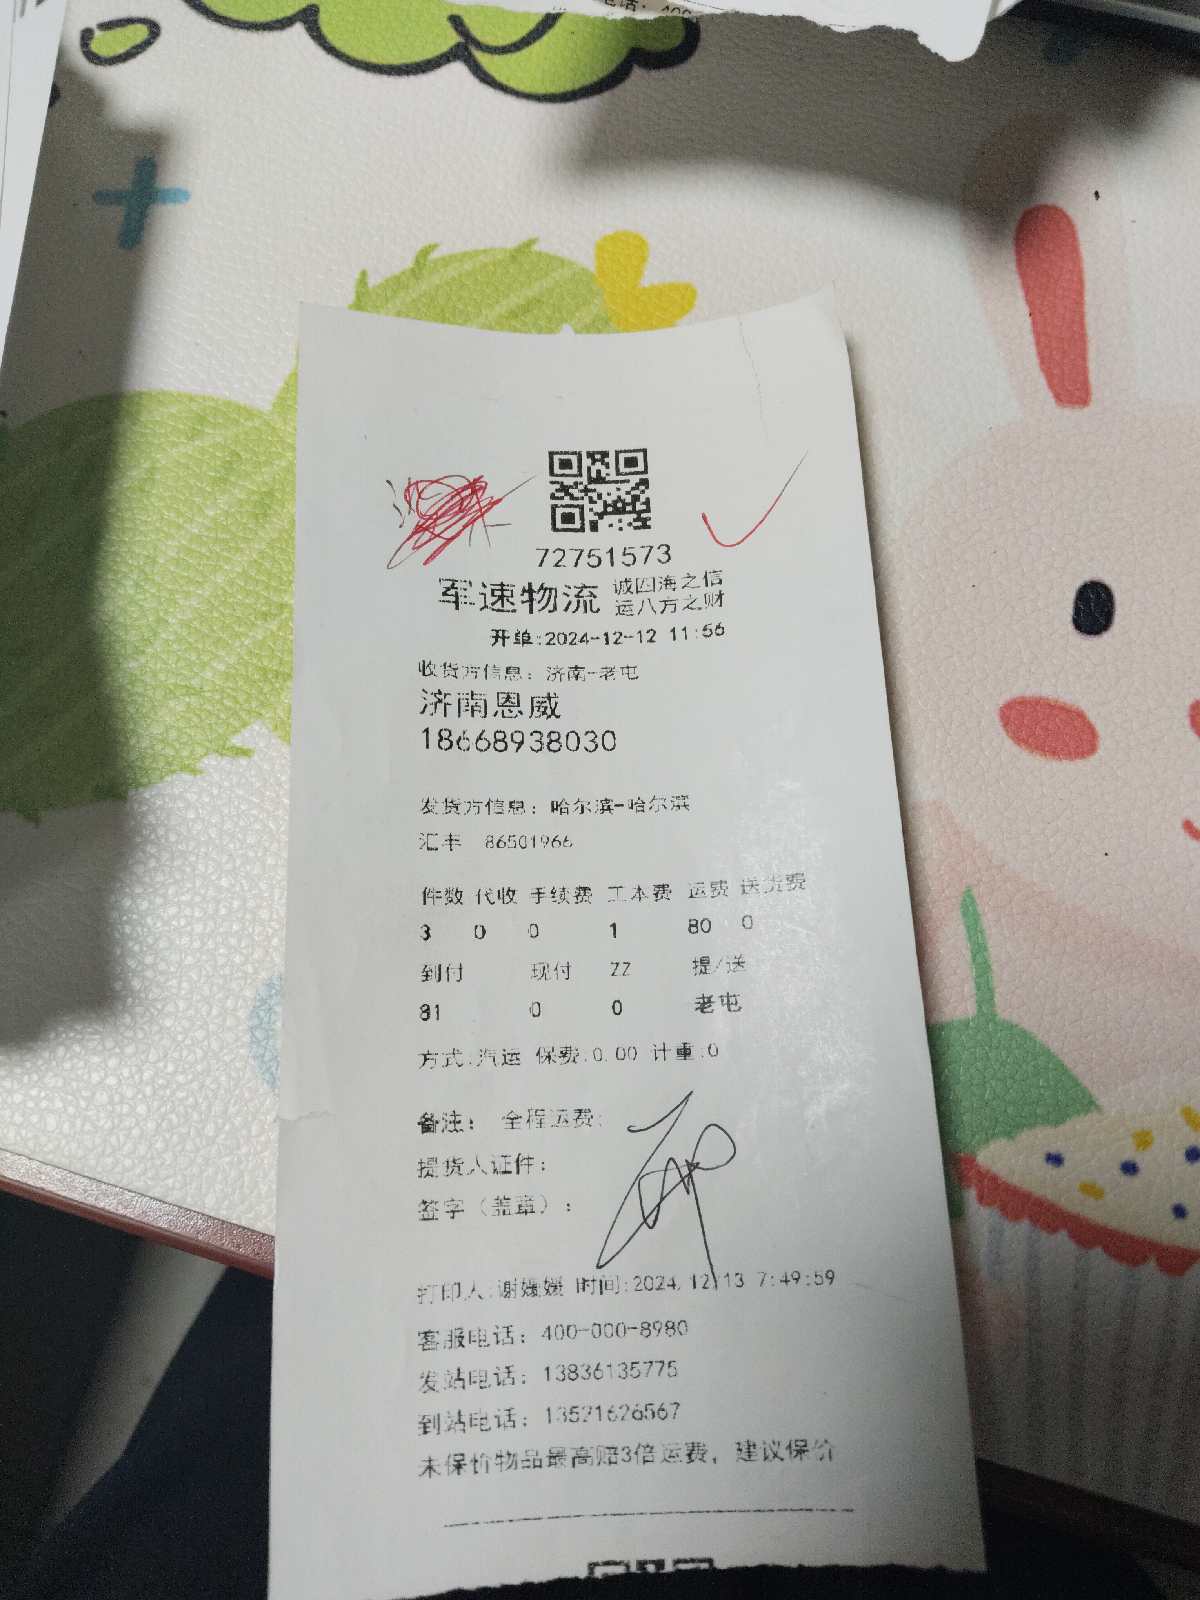 72751573
军速物流 诚四海之信
运八方之财
开单:2024-12-12 11:56
收货方信息: 济南-老屯
济南恩威
18668938030
发货方信息: 哈尔滨-哈尔滨
汇丰 86501966
件数 代收 手续费 工本费 运费 送货费
3 0 0 1 80 0
到付 现付 ZZ 提/送
81 0 0 老屯
方式:汽运 保费:0.00 计重:0
备注: 全程运费:
提货人证件:
签字(盖章):
打印人:谢媛媛 时间:2024/12/13 7:49:59
客服电话: 400-000-8980
发站电话: 13836135775
到站电话: 13521626567
未保价物品最高赔3倍运费, 建议保价